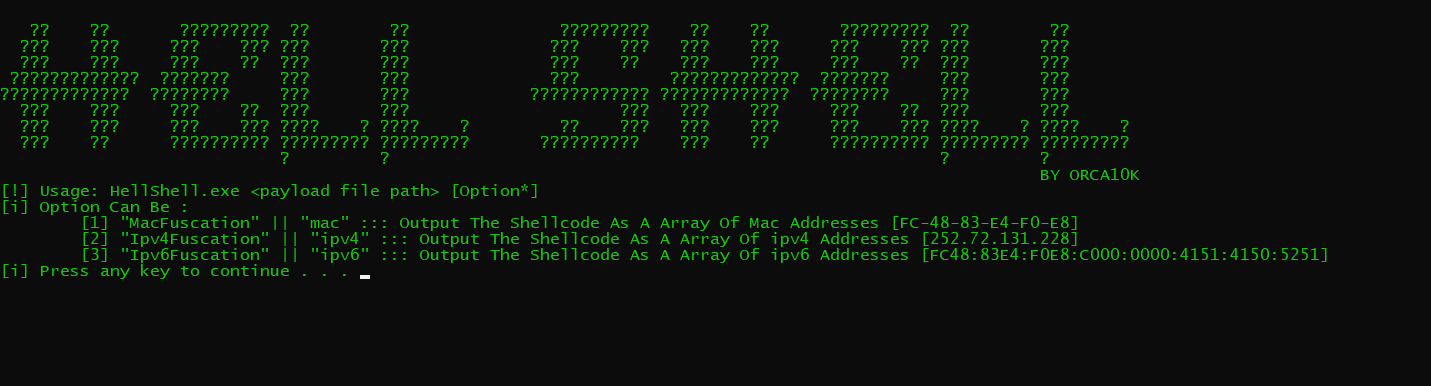 ??    ??       ?????????  ??        ??               ?????????    ??    ??       ?????????  ??        ??
  ???    ???     ???    ??? ???       ???              ???    ???   ???    ???     ???    ??? ???       ???
  ???    ???     ???    ??  ???       ???              ???    ??    ???    ???     ???    ??  ???       ???
 ?????????????  ???????     ???       ???              ???         ?????????????  ???????     ???       ???
?????????????  ????????     ???       ???            ???????????? ?????????????  ????????     ???       ???
  ???    ???     ???    ??  ???       ???                     ???   ???    ???     ???    ??  ???       ???
  ???    ???     ???    ??? ????    ? ????    ?         ??    ???   ???    ???     ???    ??? ????    ? ????    ?
  ???    ??      ?????????? ????????? ?????????       ??????????    ???    ??      ?????????? ????????? ?????????
                            ?         ?                                                       ?         ?
                                                                                                        BY ORCA10K
[!] Usage: HellShell.exe <payload file path> [Option*]
[i] Option Can Be :
        [1] "MacFuscation" || "mac" ::: Output The Shellcode As A Array Of Mac Addresses [FC-48-83-E4-F0-E8]
        [2] "Ipv4Fuscation" || "ipv4" ::: Output The Shellcode As A Array Of ipv4 Addresses [252.72.131.228]
        [3] "Ipv6Fuscation" || "ipv6" ::: Output The Shellcode As A Array Of ipv6 Addresses [FC48:83E4:F0E8:C000:0000:4151:4150:5251]
[i] Press any key to continue . . .